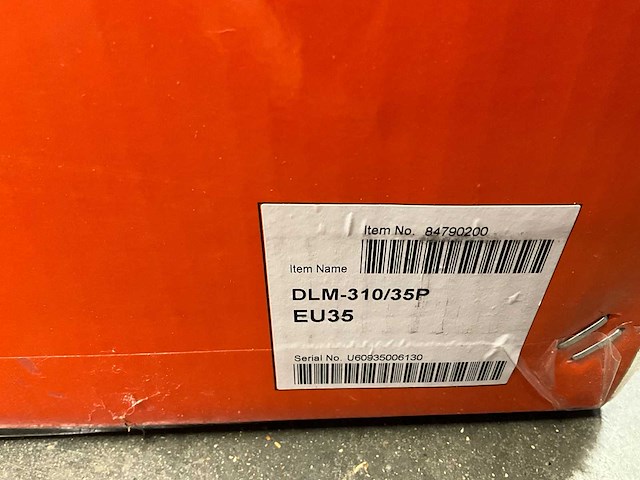 Item No. 84790200
Item Name
DLM-310/35P
EU35
Serial No. U60935006130